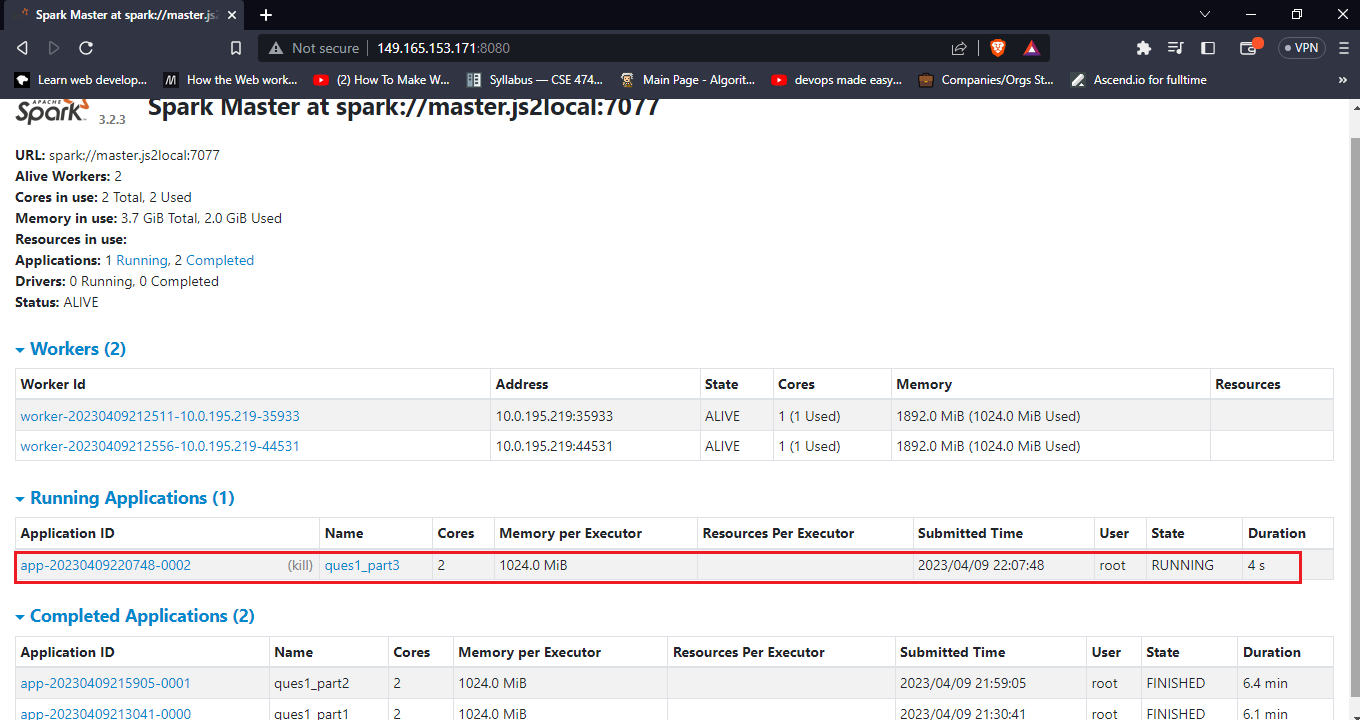 Spark Master at spark://master.js2
Not secure 149.165.153.171:8080 VPN
Learn web develop... How the Web work... (2) How To Make W... Syllabus — CSE 474... Main Page - Algorit... devops made easy... Companies/Orgs St... Ascend.io for fulltime »
APACHE Spark 3.2.3 Spark Master at spark://master.js2local:7077
URL: spark://master.js2local:7077
Alive Workers: 2
Cores in use: 2 Total, 2 Used
Memory in use: 3.7 GiB Total, 2.0 GiB Used
Resources in use:
Applications: 1 Running, 2 Completed
Drivers: 0 Running, 0 Completed
Status: ALIVE
Workers (2)
Worker Id Address State Cores Memory Resources
worker-20230409212511-10.0.195.219-35933 10.0.195.219:35933 ALIVE 1 (1 Used) 1892.0 MiB (1024.0 MiB Used)
worker-20230409212556-10.0.195.219-44531 10.0.195.219:44531 ALIVE 1 (1 Used) 1892.0 MiB (1024.0 MiB Used)
Running Applications (1)
Application ID Name Cores Memory per Executor Resources Per Executor Submitted Time User State Duration
app-20230409220748-0002 (kill) ques1_part3 2 1024.0 MiB 2023/04/09 22:07:48 root RUNNING 4 s
Completed Applications (2)
Application ID Name Cores Memory per Executor Resources Per Executor Submitted Time User State Duration
app-20230409215905-0001 ques1_part2 2 1024.0 MiB 2023/04/09 21:59:05 root FINISHED 6.4 min
app-20230409213041-0000 ques1_part1 2 1024.0 MiB 2023/04/09 21:30:41 root FINISHED 6.1 min